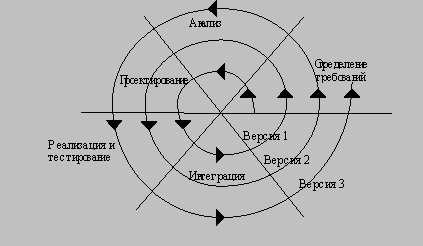 Анализ
Определение
требований
Проектирование
Версия 1
Реализация и
тестирование
Версия 2
Интеграция
Версия 3